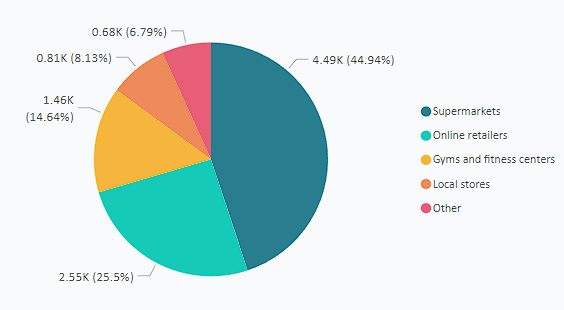 0.68K (6.79%)
0.81K (8.13%)
4.49K (44.94%)
1.46K
(14.64%)
2.55K (25.5%)
Supermarkets
Online retailers
Gyms and fitness centers
Local stores
Other